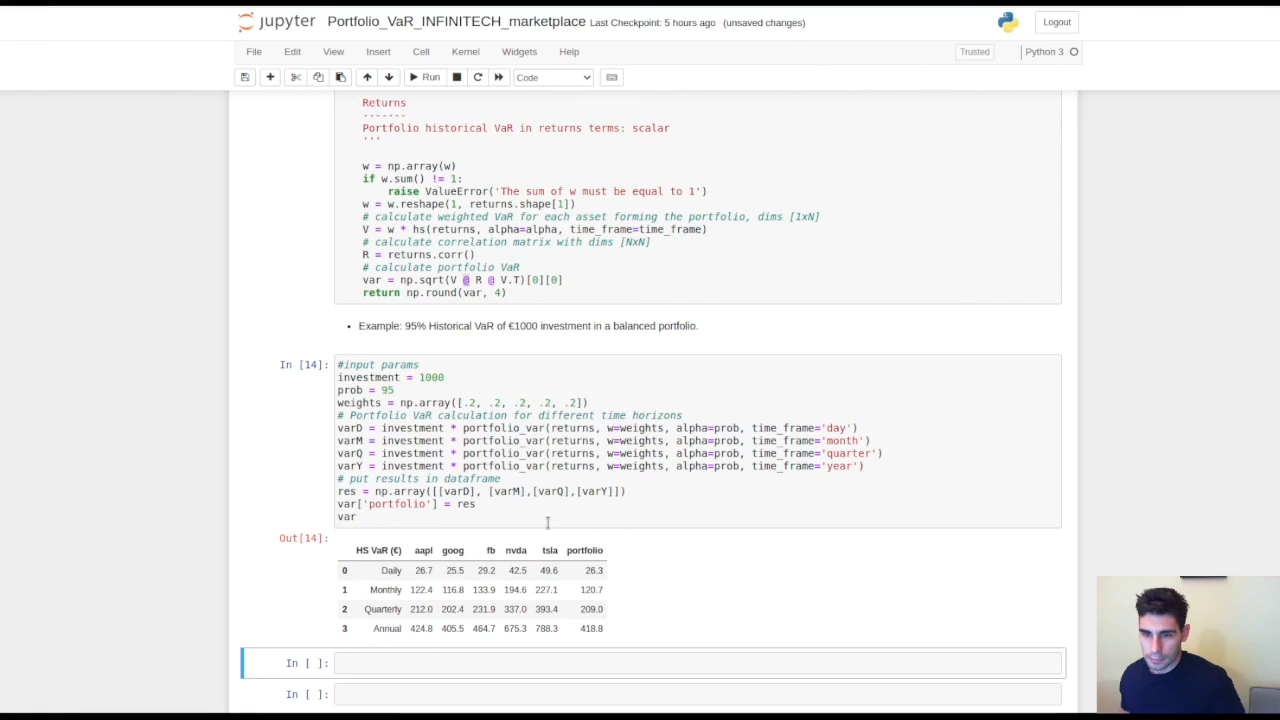 jupyter Portfolio_VaR_INFINITECH_marketplace Last Checkpoint: 5 hours ago (unsaved changes) Logout
File Edit View Insert Cell Kernel Widgets Help Trusted Python 3
Run Code
Returns
-------
Portfolio historical VaR in returns terms: scalar
'''
w = np.array(w)
if w.sum() != 1:
raise ValueError('The sum of w must be equal to 1')
w = w.reshape(1, returns.shape[1])
# calculate weighted VaR for each asset forming the portfolio, dims [1xN]
V = w * hs(returns, alpha=alpha, time_frame=time_frame)
# calculate correlation matrix with dims [NxN]
R = returns.corr()
# calculate portfolio VaR
var = np.sqrt(V @ R @ V.T)[0][0]
return np.round(var, 4)
• Example: 95% Historical VaR of €1000 investment in a balanced portfolio.
In [14]: #input params
investment = 1000
prob = 95
weights = np.array([.2, .2, .2, .2, .2])
# Portfolio VaR calculation for different time horizons
varD = investment * portfolio_var(returns, w=weights, alpha=prob, time_frame='day')
varM = investment * portfolio_var(returns, w=weights, alpha=prob, time_frame='month')
varQ = investment * portfolio_var(returns, w=weights, alpha=prob, time_frame='quarter')
varY = investment * portfolio_var(returns, w=weights, alpha=prob, time_frame='year')
# put results in dataframe
res = np.array([[varD], [varM],[varQ],[varY]])
var['portfolio'] = res
var
Out[14]:
HS VaR (€) aapl goog fb nvda tsla portfolio
0 Daily 26.7 25.5 29.2 42.5 49.6 26.3
1 Monthly 122.4 116.8 133.9 194.6 227.1 120.7
2 Quarterly 212.0 202.4 231.9 337.0 393.4 209.0
3 Annual 424.8 405.5 464.7 675.3 788.3 418.8
In [ ]:
In [ ]: